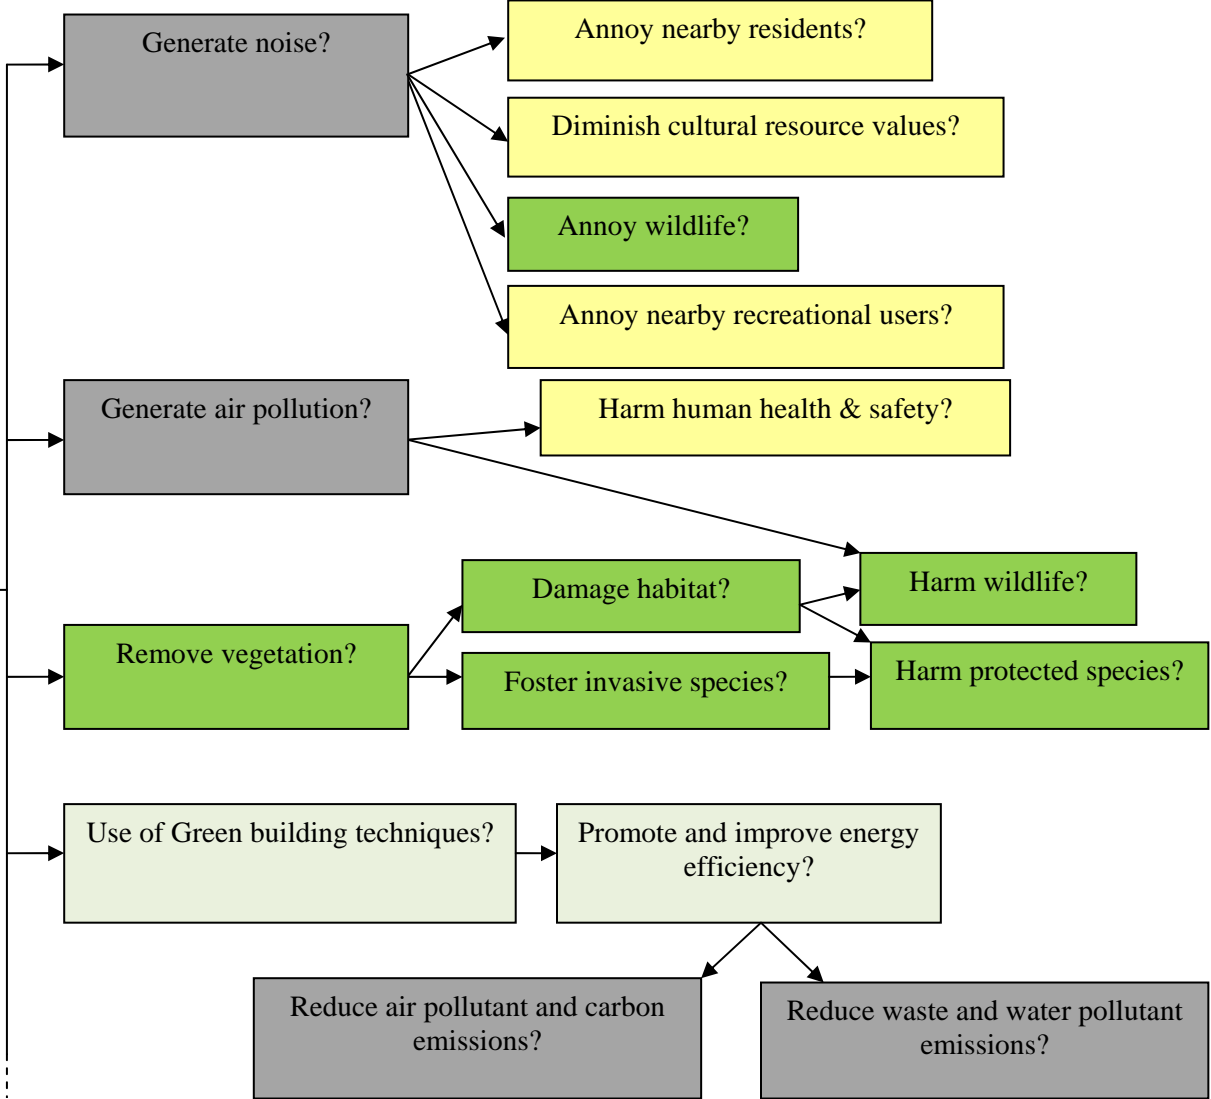 Generate noise?
Annoy nearby residents?
Diminish cultural resource values?
Annoy wildlife?
Annoy nearby recreational users?
Generate air pollution?
Harm human health & safety?
Harm wildlife?
Damage habitat?
Remove vegetation?
Foster invasive species?
Harm protected species?
Use of Green building techniques?
Promote and improve energy
efficiency?
Reduce air pollutant and carbon
emissions?
Reduce waste and water pollutant
emissions?